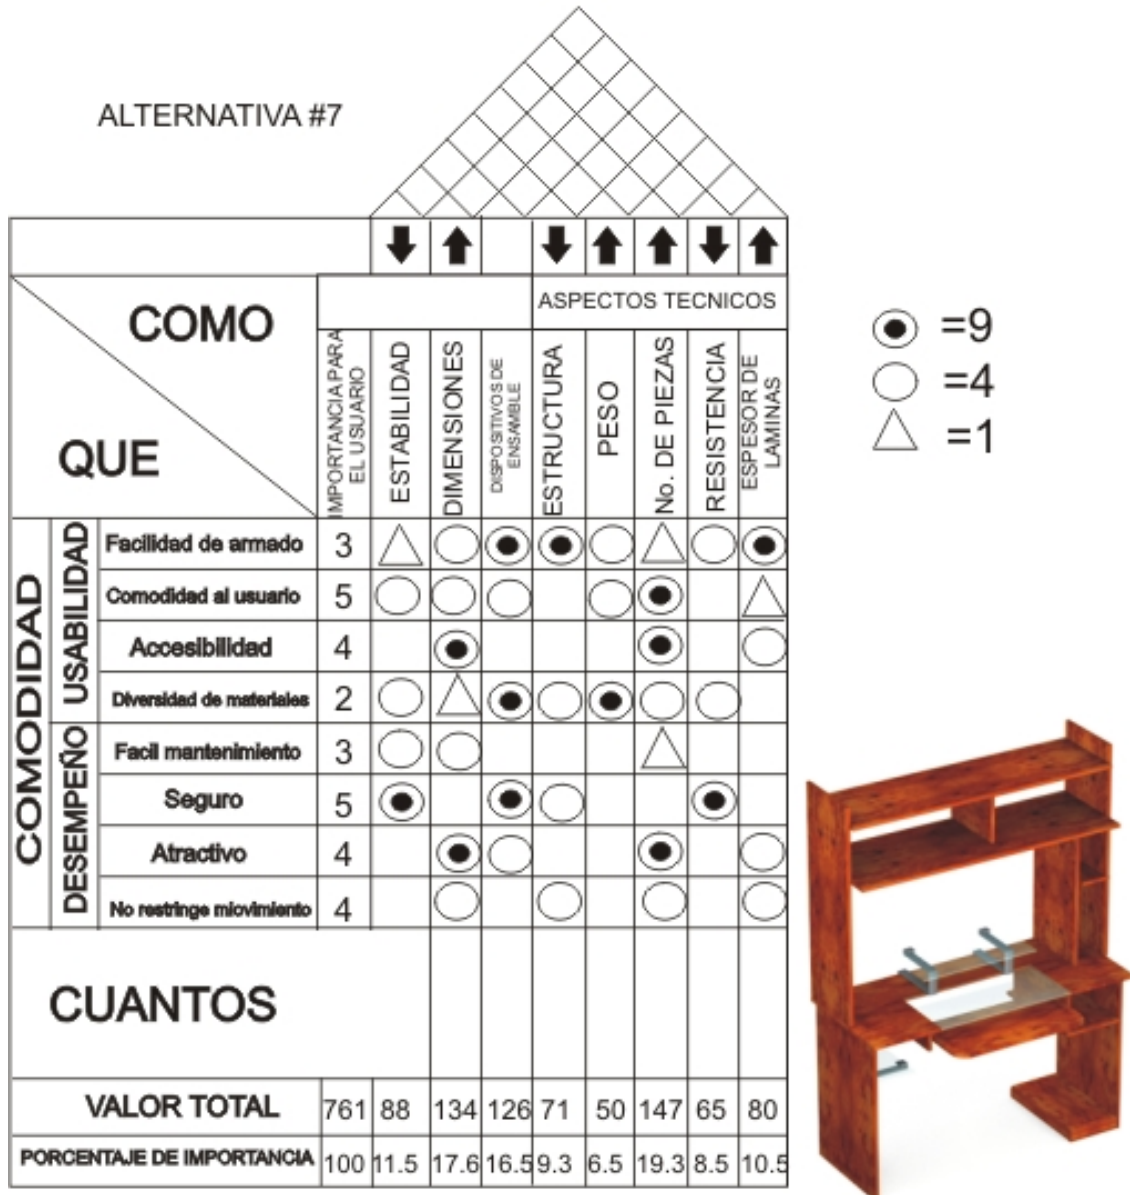 ALTERNATIVA #7
COMO
QUE
ASPECTOS TECNICOS
IMPORTANCIA PARA
EL USUARIO
ESTABILIDAD
DIMENSIONES
DISPOSITIVOS DE
ENSAMBLE
ESTRUCTURA
PESO
No. DE PIEZAS
RESISTENCIA
ESPESOR DE
LAMINAS
=9
=4
=1
COMODIDAD
USABILIDAD
Facilidad de armado 3
Comodidad al usuario 5
Accesibilidad 4
Diversidad de materiales 2
DESEMPEÑO
Facil mantenimiento 3
Seguro 5
Atractivo 4
No restringe miovimiento 4
CUANTOS
VALOR TOTAL 761 88 134 126 71 50 147 65 80
PORCENTAJE DE IMPORTANCIA 100 11.5 17.6 16.5 9.3 6.5 19.3 8.5 10.5